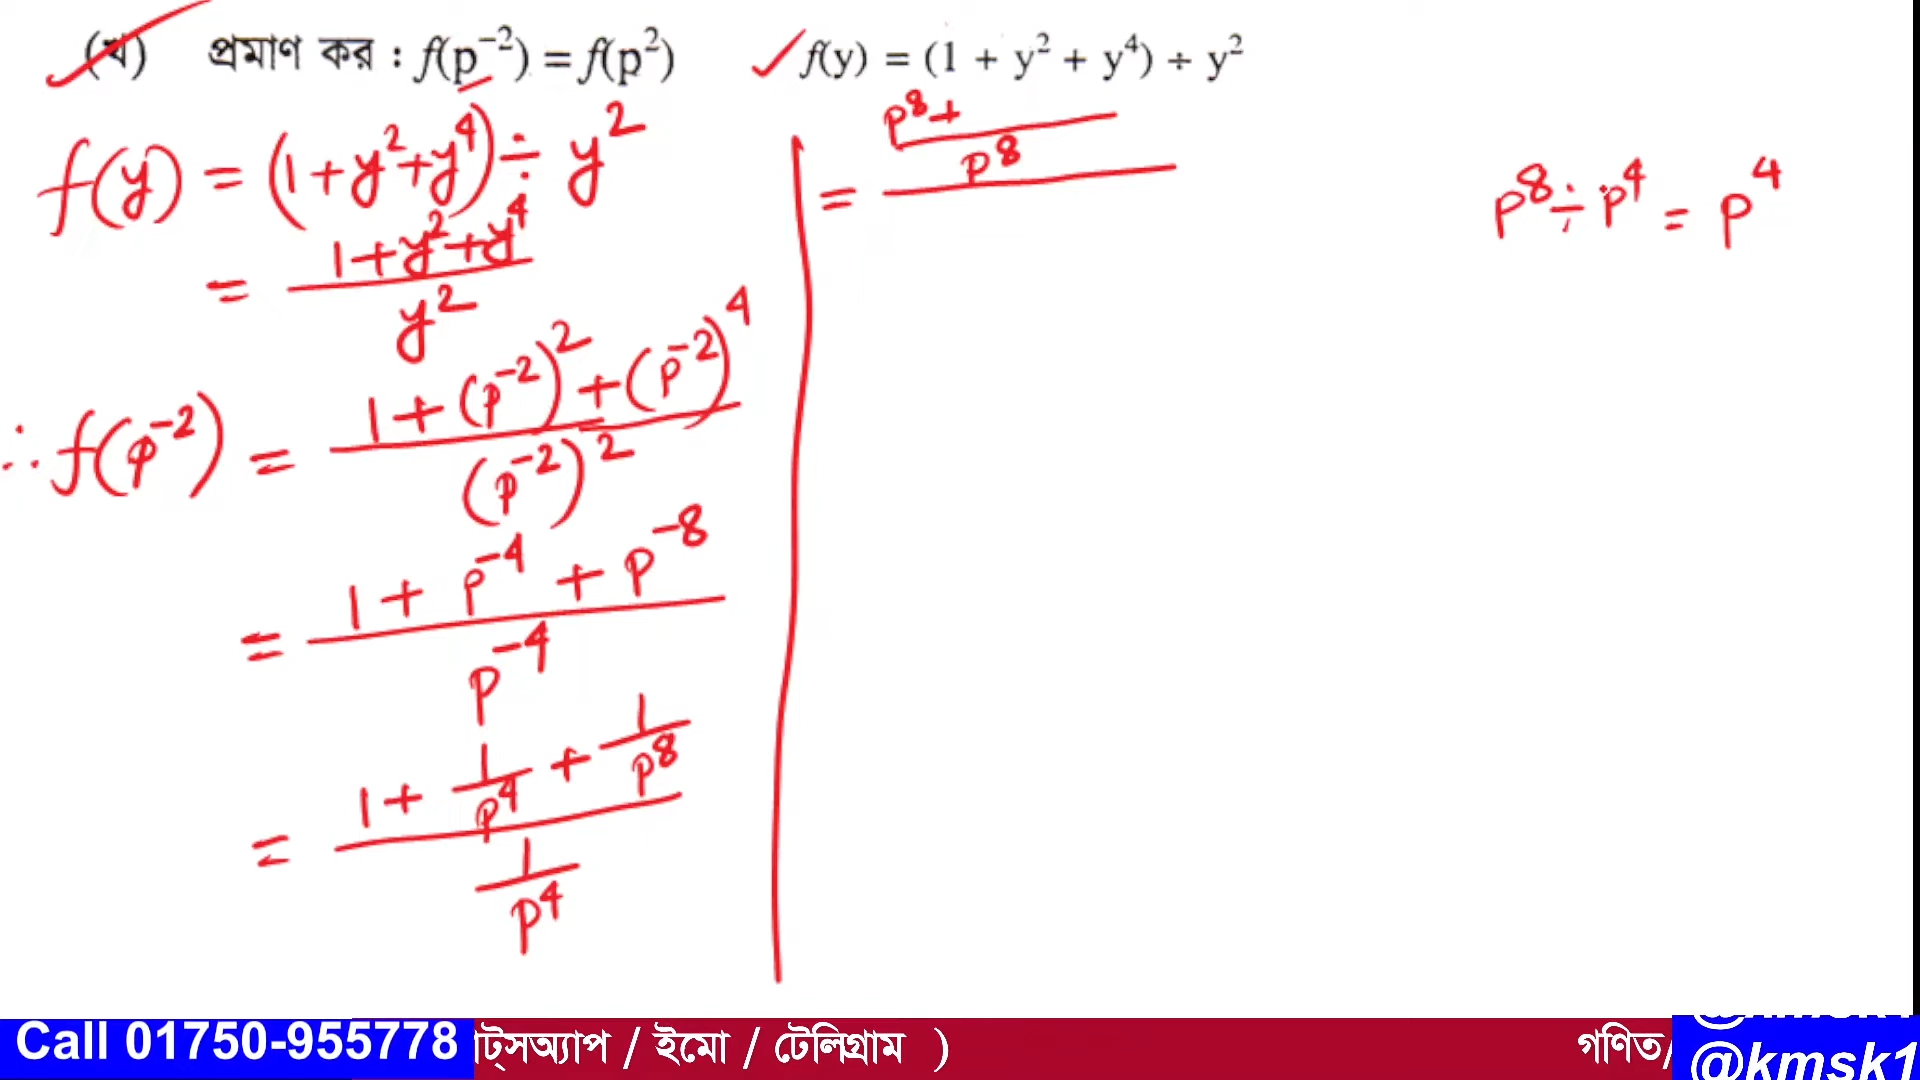 (খ) প্রমাণ কর : f(p⁻²) = f(p²) f(y) = (1 + y² + y⁴) ÷ y²
f(y) = (1+y²+y⁴) ÷ y²
= (1+y²+y⁴)/y²
∴ f(p⁻²) = (1+(p⁻²)²+(p⁻²)⁴)/(p⁻²)²
= (1 + p⁻⁴ + p⁻⁸)/p⁻⁴
= (1 + 1/p⁴ + 1/p⁸)/(1/p⁴)
p⁸+
= p⁸
p⁸ ÷ p⁴ = p⁴
Call 01750-955778 ট্সঅ্যাপ / ইমো / টেলিগ্রাম ) গণিত/ @kmsk1